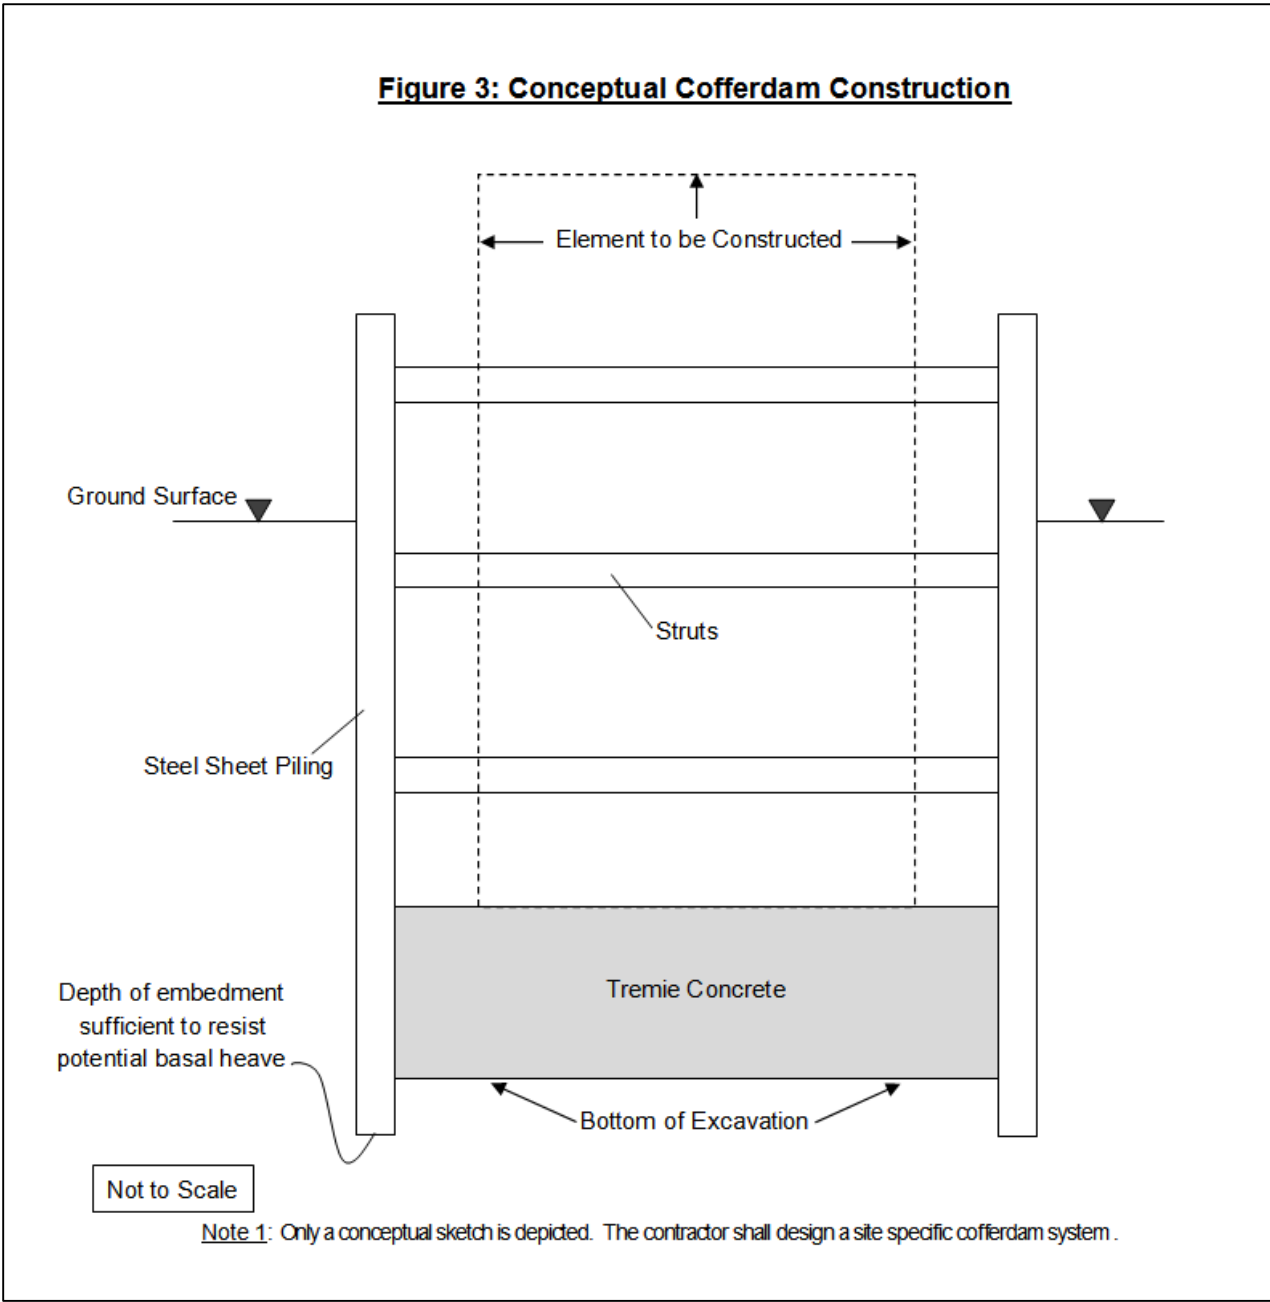 Figure 3: Conceptual Cofferdam Construction
Element to be Constructed
Ground Surface
Struts
Steel Sheet Piling
Tremie Concrete
Depth of embedment
sufficient to resist
potential basal heave
Bottom of Excavation
Not to Scale
Note 1: Only a conceptual sketch is depicted. The contractor shall design a site specific cofferdam system .